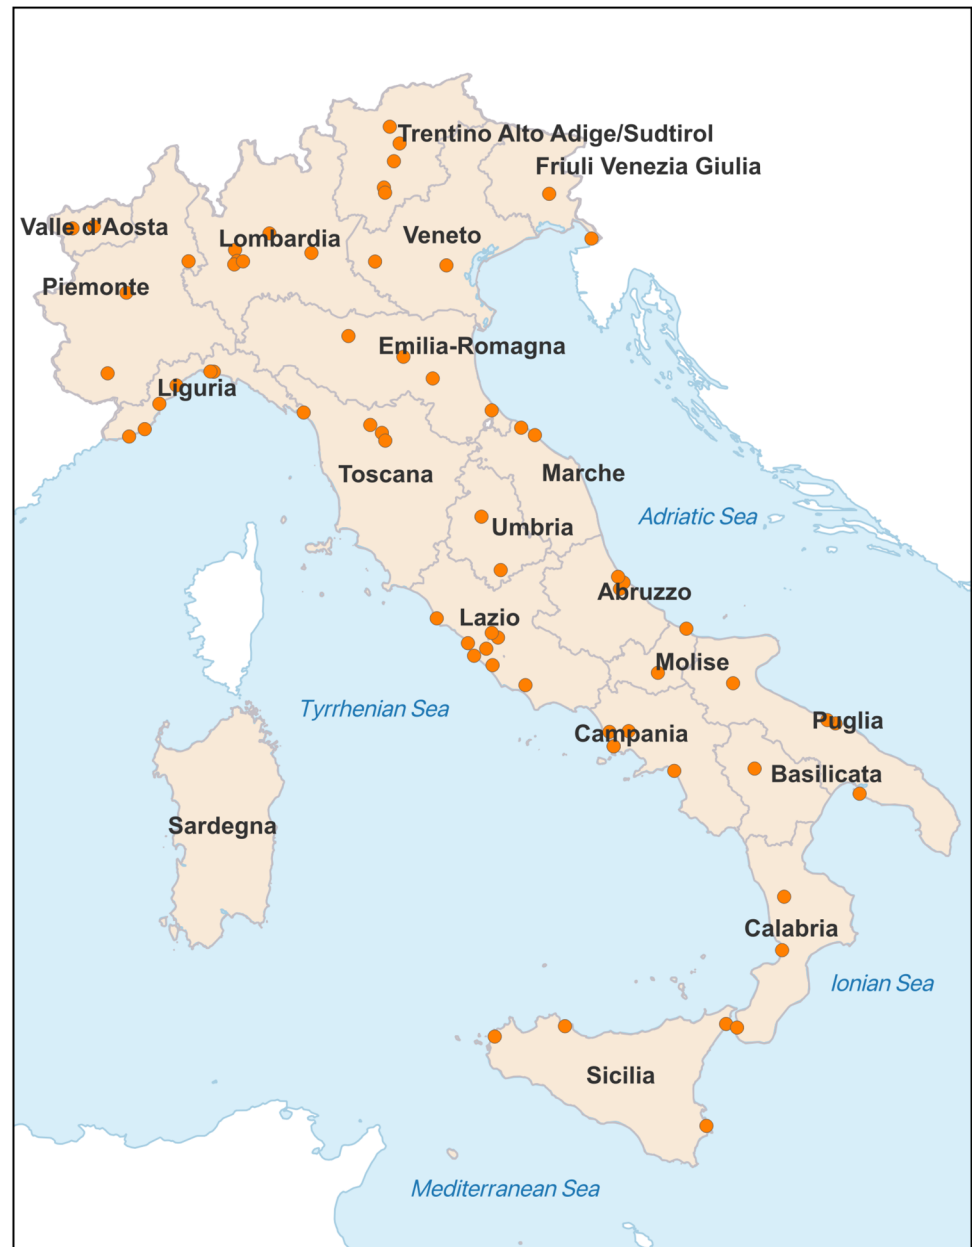 Trentino Alto Adige/Sudtirol
Friuli Venezia Giulia
Valle d'Aosta
Lombardia
Veneto
Piemonte
Emilia-Romagna
Liguria
Toscana
Marche
Adriatic Sea
Umbria
Abruzzo
Lazio
Molise
Tyrrhenian Sea
Puglia
Campania
Basilicata
Sardegna
Calabria
Ionian Sea
Sicilia
Mediterranean Sea